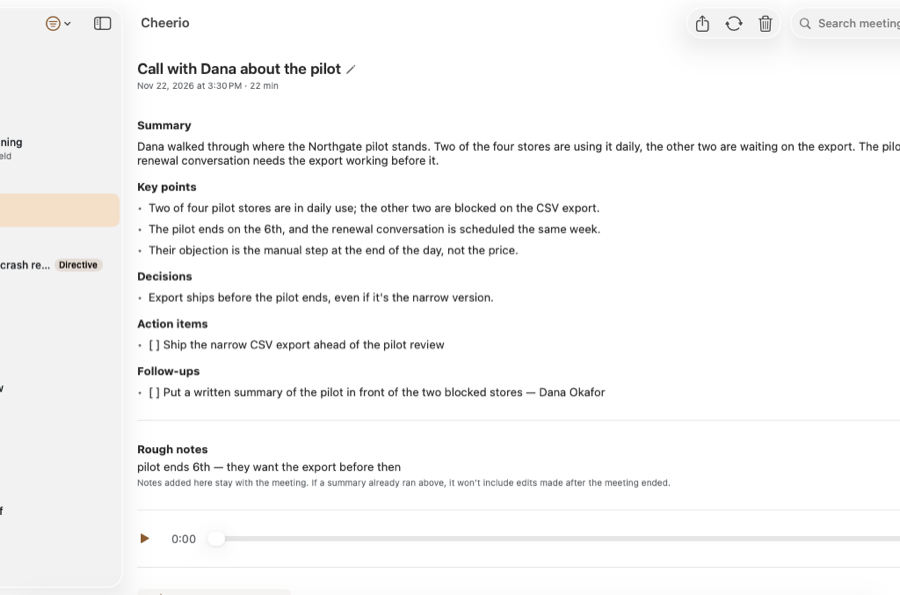 Cheerio
Search meeting
Call with Dana about the pilot
Nov 22, 2026 at 3:30 PM · 22 min
ning
eld
crash re... Directive
Summary
Dana walked through where the Northgate pilot stands. Two of the four stores are using it daily, the other two are waiting on the export. The pilo
renewal conversation needs the export working before it.
Key points
• Two of four pilot stores are in daily use; the other two are blocked on the CSV export.
• The pilot ends on the 6th, and the renewal conversation is scheduled the same week.
• Their objection is the manual step at the end of the day, not the price.
Decisions
• Export ships before the pilot ends, even if it's the narrow version.
Action items
• [ ] Ship the narrow CSV export ahead of the pilot review
Follow-ups
• [ ] Put a written summary of the pilot in front of the two blocked stores — Dana Okafor
Rough notes
pilot ends 6th — they want the export before then
Notes added here stay with the meeting. If a summary already ran above, it won't include edits made after the meeting ended.
0:00